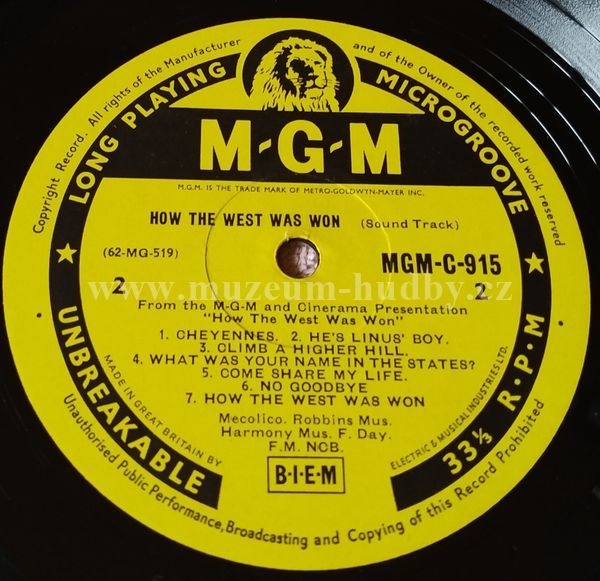 Copyright Record. All rights of the Manufacturer and of the Owner of the recorded work reserved
★ LONG PLAYING MICROGROOVE ★
M-G-M
M.G.M. IS THE TRADE MARK OF METRO-GOLDWYN-MAYER INC.
HOW THE WEST WAS WON (Sound Track)
(62-MG-519) MGM-C-915
2 2
www.muzeum-hudby.cz
From the M-G-M and Cinerama Presentation
"How The West Was Won"
1. CHEYENNES. 2. HE'S LINUS' BOY.
3. CLIMB A HIGHER HILL.
4. WHAT WAS YOUR NAME IN THE STATES?
5. COME SHARE MY LIFE.
6. NO GOODBYE
7. HOW THE WEST WAS WON
Mecolico. Robbins Mus.
Harmony Mus. F. Day.
F.M. NCB.
B·I·E·M
MADE IN GREAT BRITAIN BY ELECTRIC & MUSICAL INDUSTRIES LTD.
UNBREAKABLE 33⅓ R·P·M
Unauthorised Public Performance, Broadcasting and Copying of this Record Prohibited